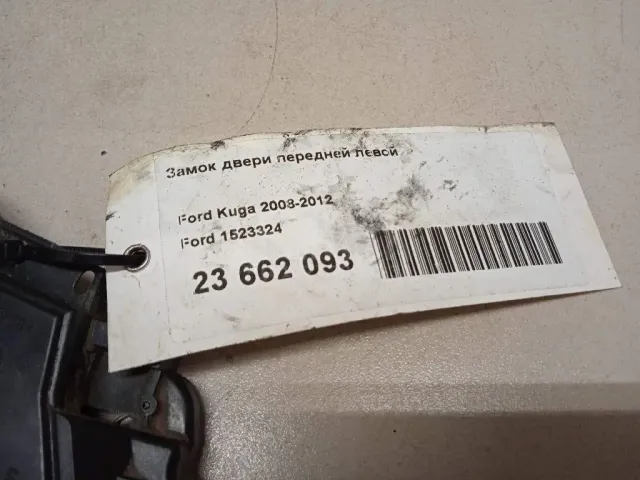 Замок двери передней левой
Ford Kuga 2008-2012
Ford 1523324
23 662 093